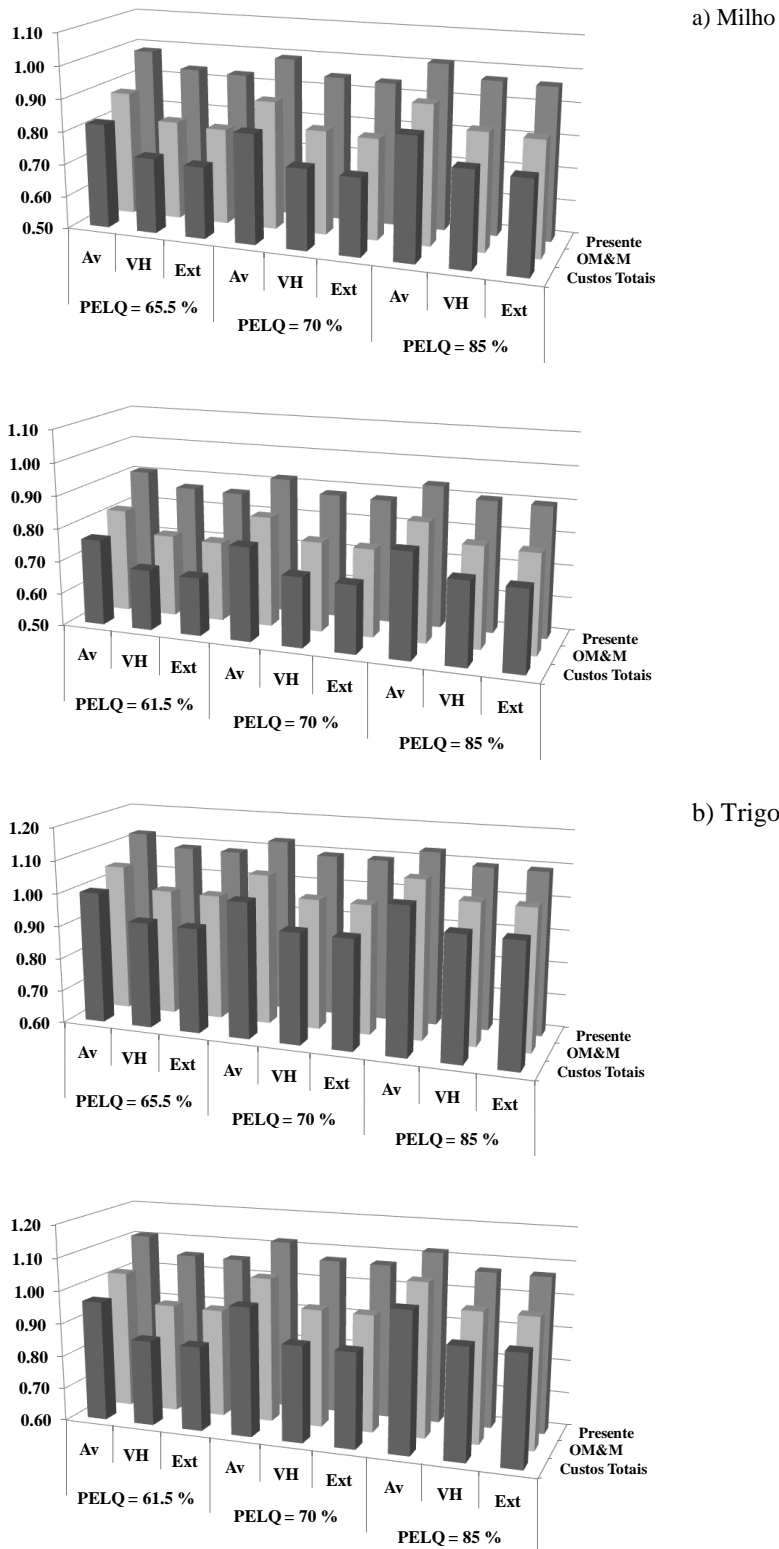 a) Milho
1.10
1.00
0.90
0.80
0.70
0.60
0.50
Av VH Ext Av VH Ext Av VH Ext
PELQ = 65.5 % PELQ = 70 % PELQ = 85 %
Presente
OM&M
Custos Totais
1.10
1.00
0.90
0.80
0.70
0.60
0.50
Av VH Ext Av VH Ext Av VH Ext
PELQ = 61.5 % PELQ = 70 % PELQ = 85 %
Presente
OM&M
Custos Totais
b) Trigo
1.20
1.10
1.00
0.90
0.80
0.70
0.60
Av VH Ext Av VH Ext Av VH Ext
PELQ = 65.5 % PELQ = 70 % PELQ = 85 %
Presente
OM&M
Custos Totais
1.20
1.10
1.00
0.90
0.80
0.70
0.60
Av VH Ext Av VH Ext Av VH Ext
PELQ = 61.5 % PELQ = 70 % PELQ = 85 %
Presente
OM&M
Custos Totais